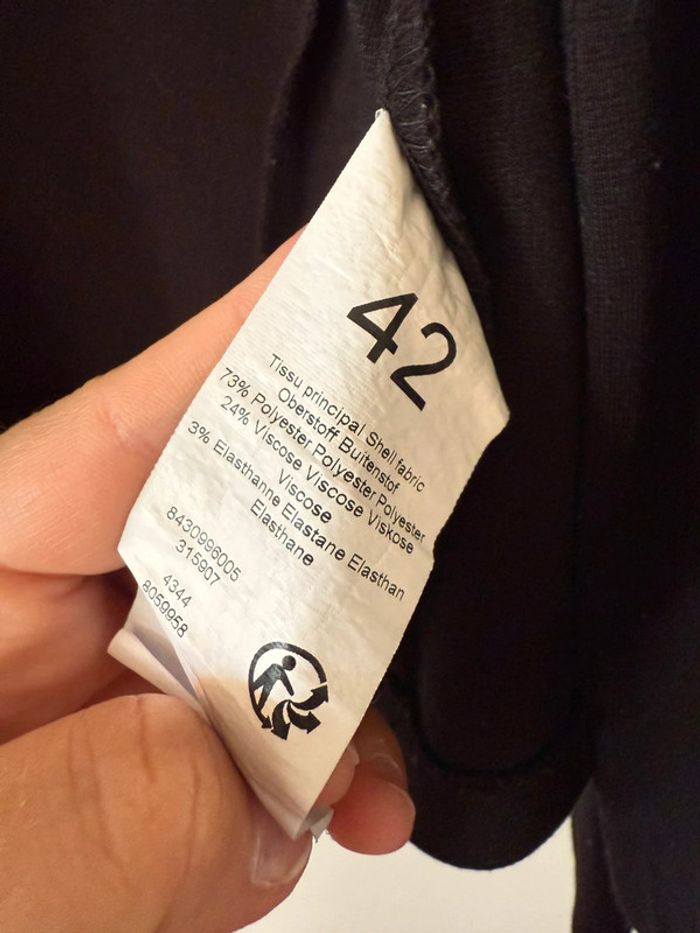 42
Tissu principal Shell fabric
Oberstoff Buitenstof
73% Polyester Polyester Polyester
24% Viscose Viscose Viskose
Viscose
3% Elasthanne Elastane Elasthan
Elasthane
8430996005
315907
4344
8059958